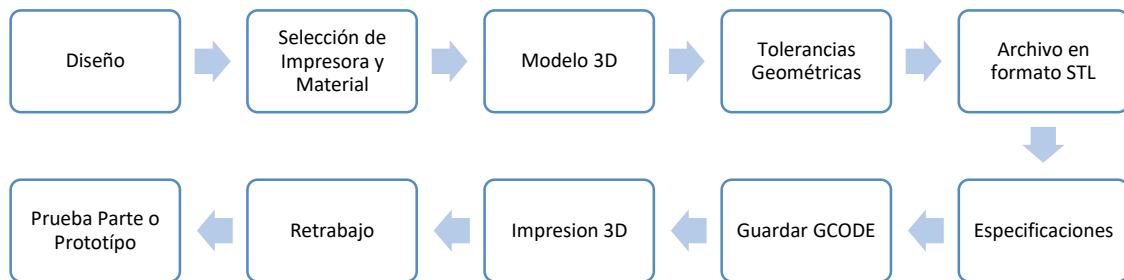 Diseño
Selección de
Impresora y
Material
Modelo 3D
Tolerancias
Geométricas
Archivo en
formato STL
Especificaciones
Guardar GCODE
Impresion 3D
Retrabajo
Prueba Parte o
Prototípo